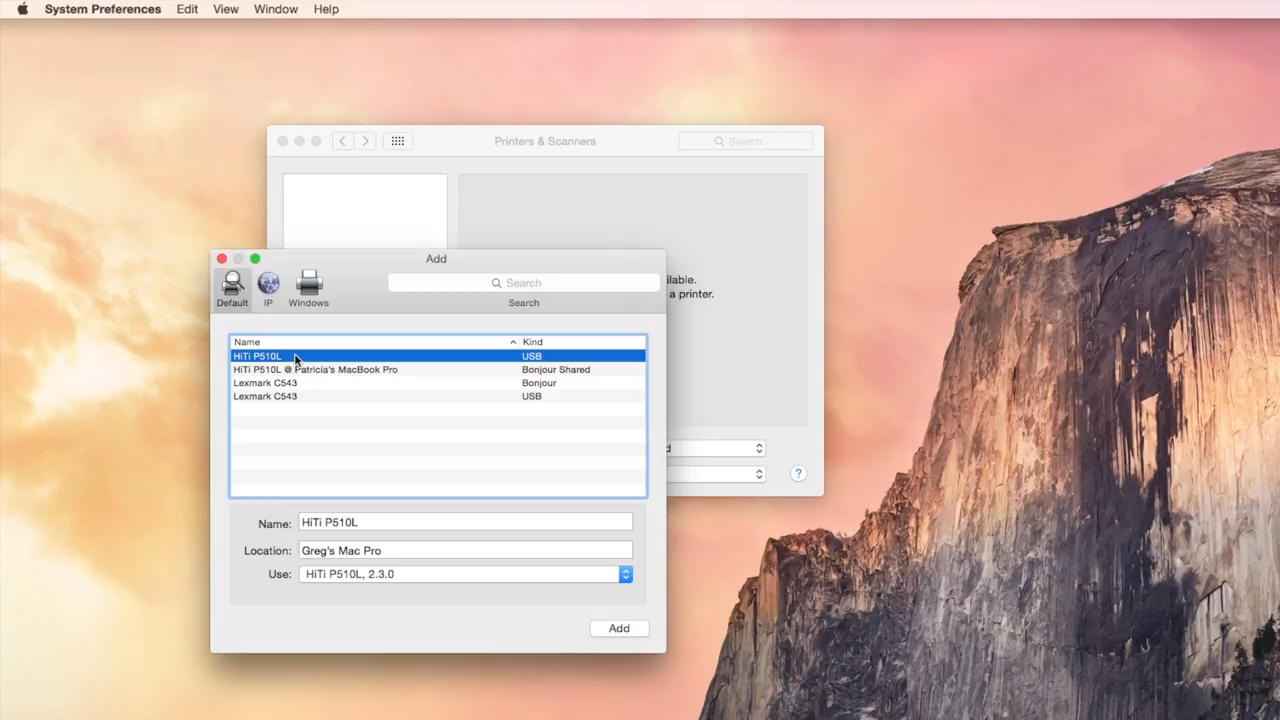 System Preferences Edit View Window Help
Printers & Scanners Search
ilable.
a printer.
Add
Default IP Windows Search
Search
Name Kind
HiTi P510L USB
HiTi P510L @ Patricia's MacBook Pro Bonjour Shared
Lexmark C543 Bonjour
Lexmark C543 USB
d
?
Name: HiTi P510L
Location: Greg's Mac Pro
Use: HiTi P510L, 2.3.0
Add